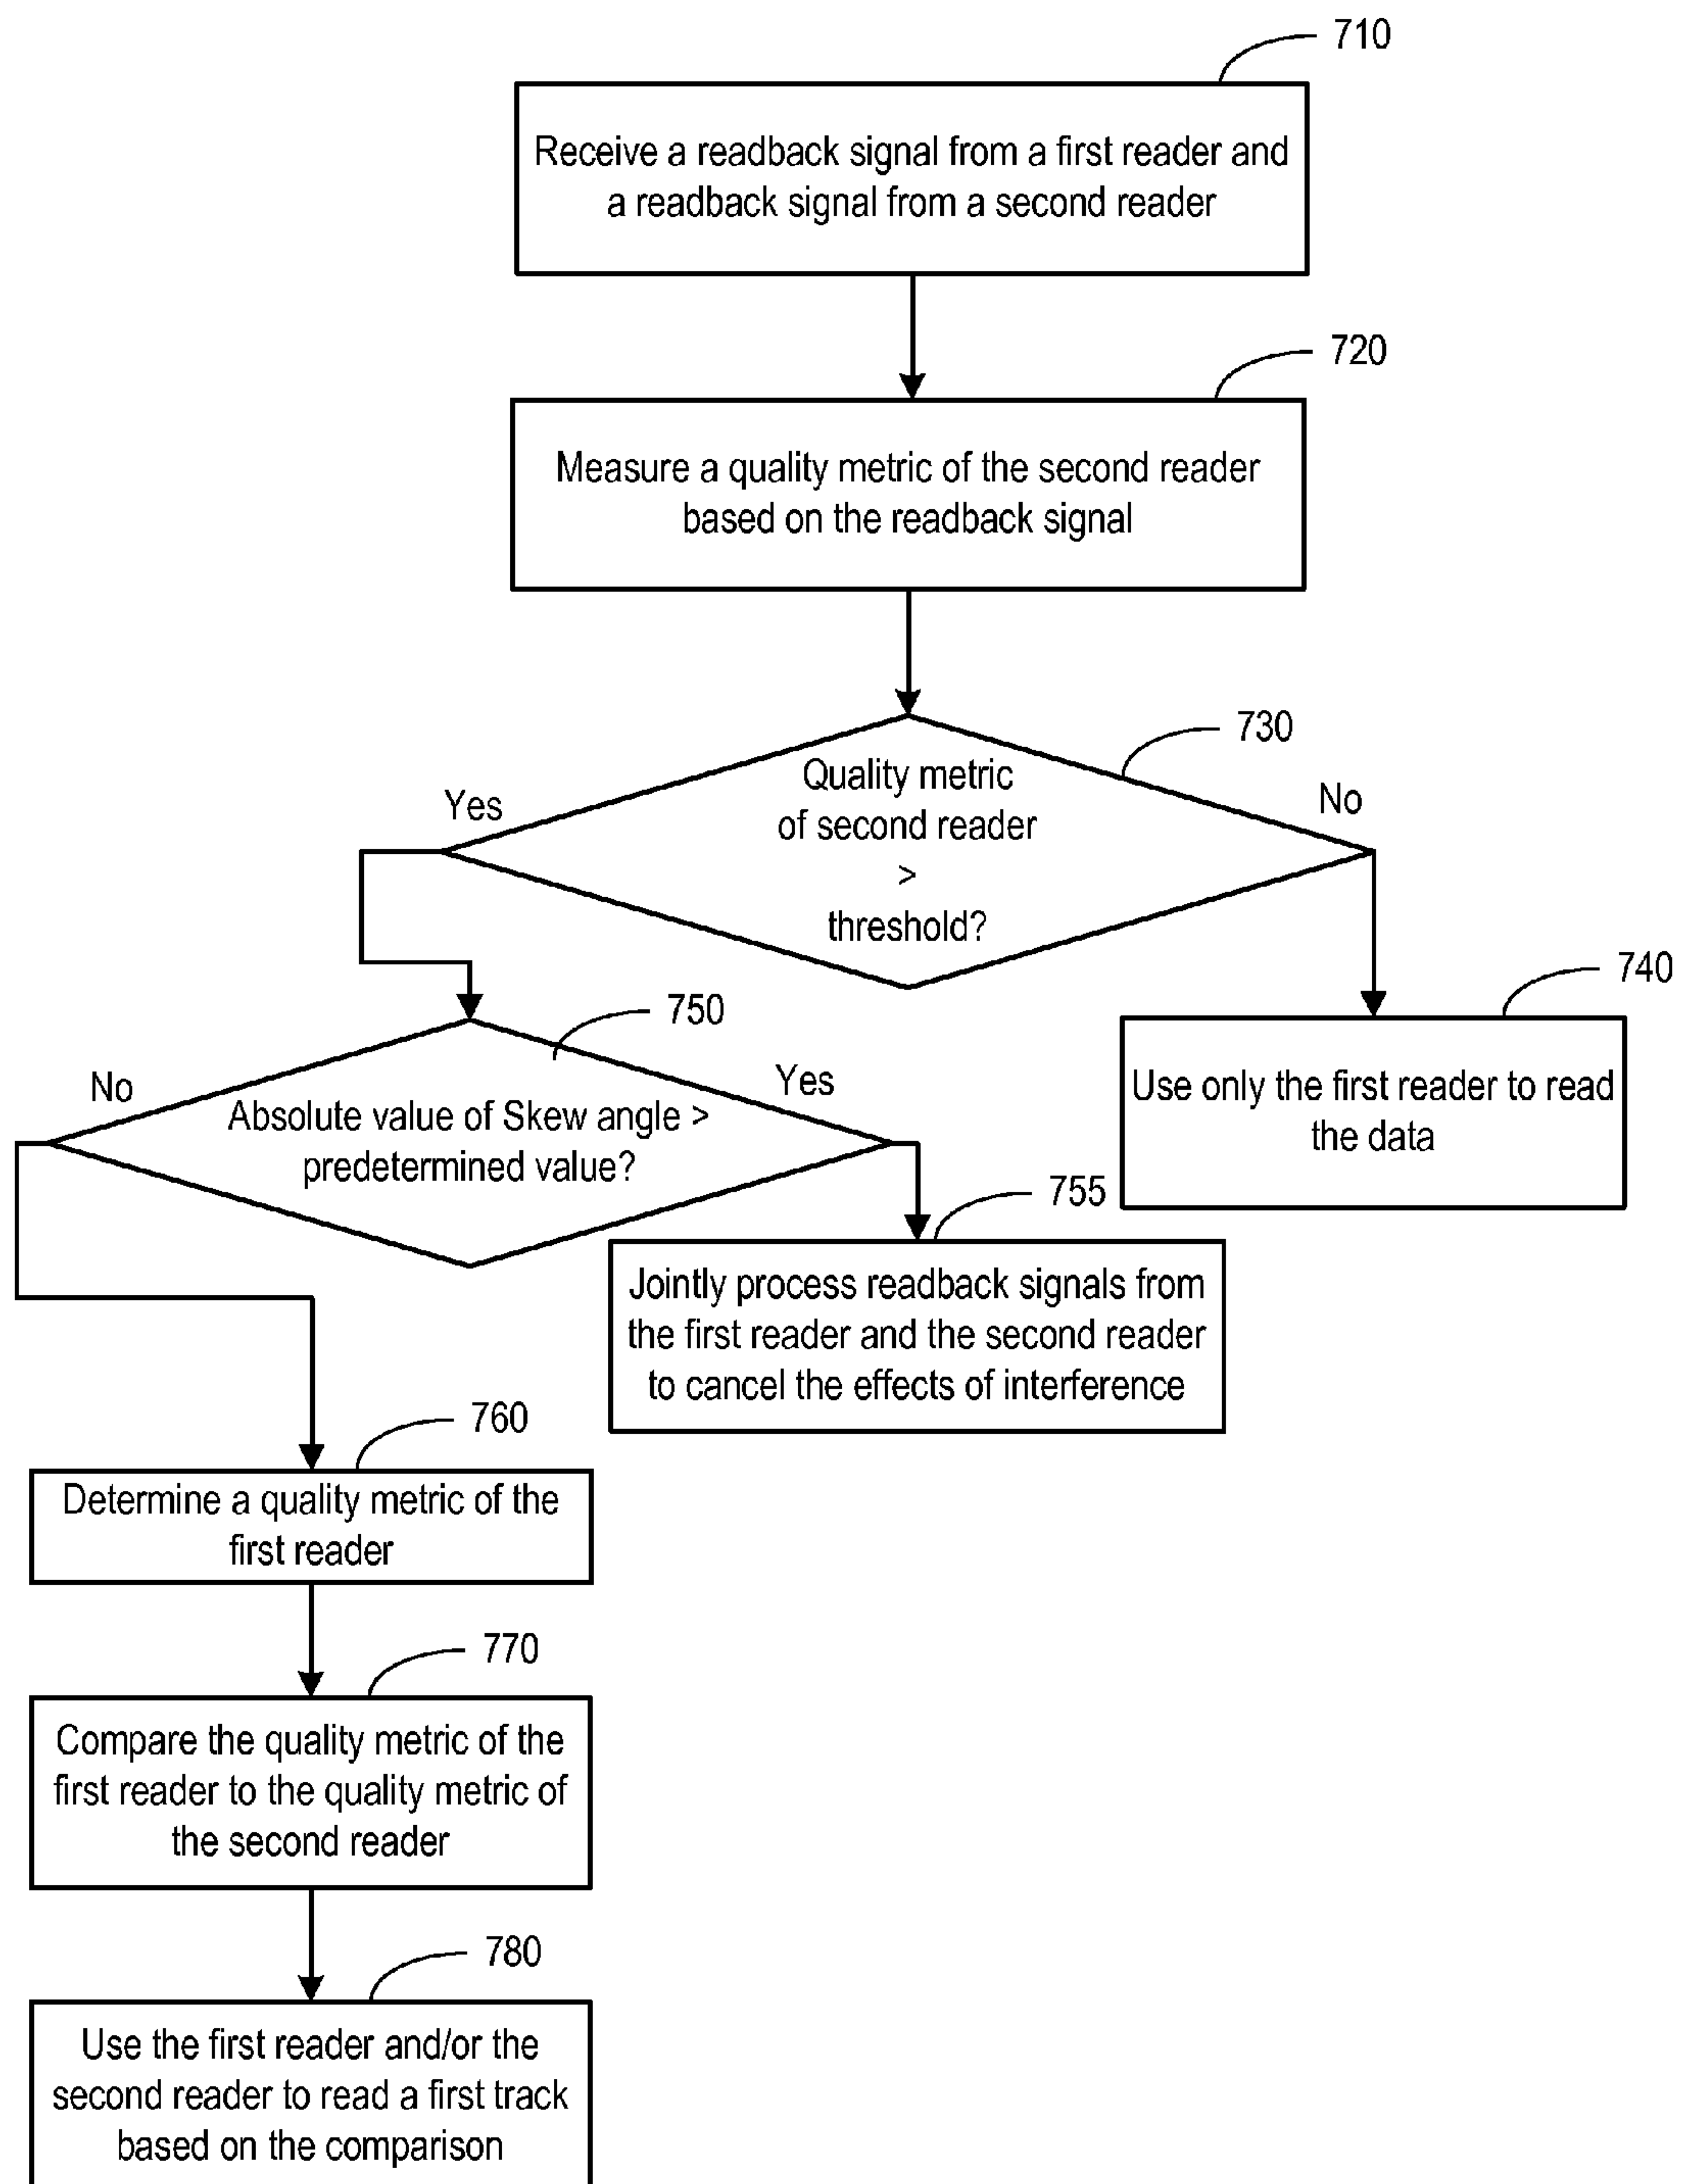 710
Receive a readback signal from a first reader and
a readback signal from a second reader
720
Measure a quality metric of the second reader
based on the readback signal
730
Quality metric
of second reader
>
threshold?
Yes
No
740
Use only the first reader to read
the data
750
No
Yes
Absolute value of Skew angle >
predetermined value?
755
Jointly process readback signals from
the first reader and the second reader
to cancel the effects of interference
760
Determine a quality metric of the
first reader
770
Compare the quality metric of the
first reader to the quality metric of
the second reader
780
Use the first reader and/or the
second reader to read a first track
based on the comparison